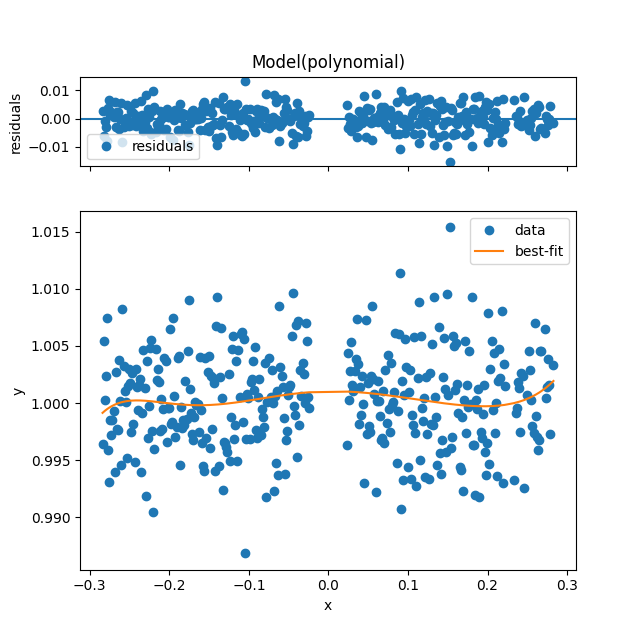 Model(polynomial)
residuals
0.01
0.00
−0.01
residuals
y
1.015
1.010
1.005
1.000
0.995
0.990
data
best-fit
−0.3 −0.2 −0.1 0.0 0.1 0.2 0.3
x